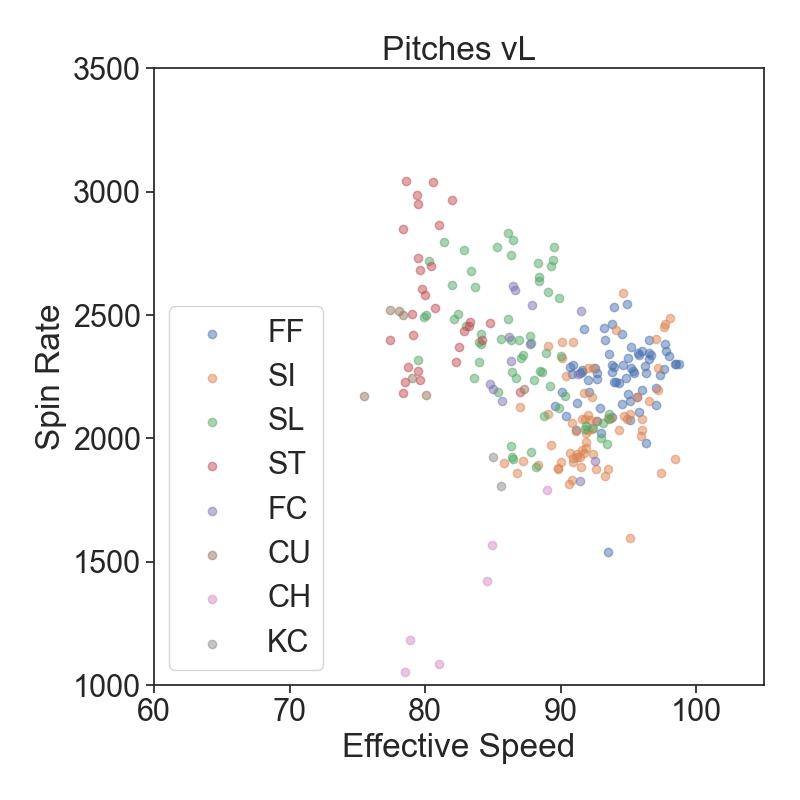 Pitches vL
3500
3000
2500
2000
1500
1000
Spin Rate
FF
SI
SL
ST
FC
CU
CH
KC
60 70 80 90 100
Effective Speed